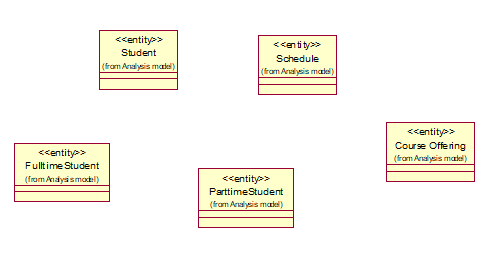 <<entity>>
Student
(from Analysis model)
<<entity>>
Schedule
(from Analysis model)
<<entity>>
Course Offering
(from Analysis model)
<<entity>>
FulltimeStudent
(from Analysis model)
<<entity>>
ParttimeStudent
(from Analysis model)